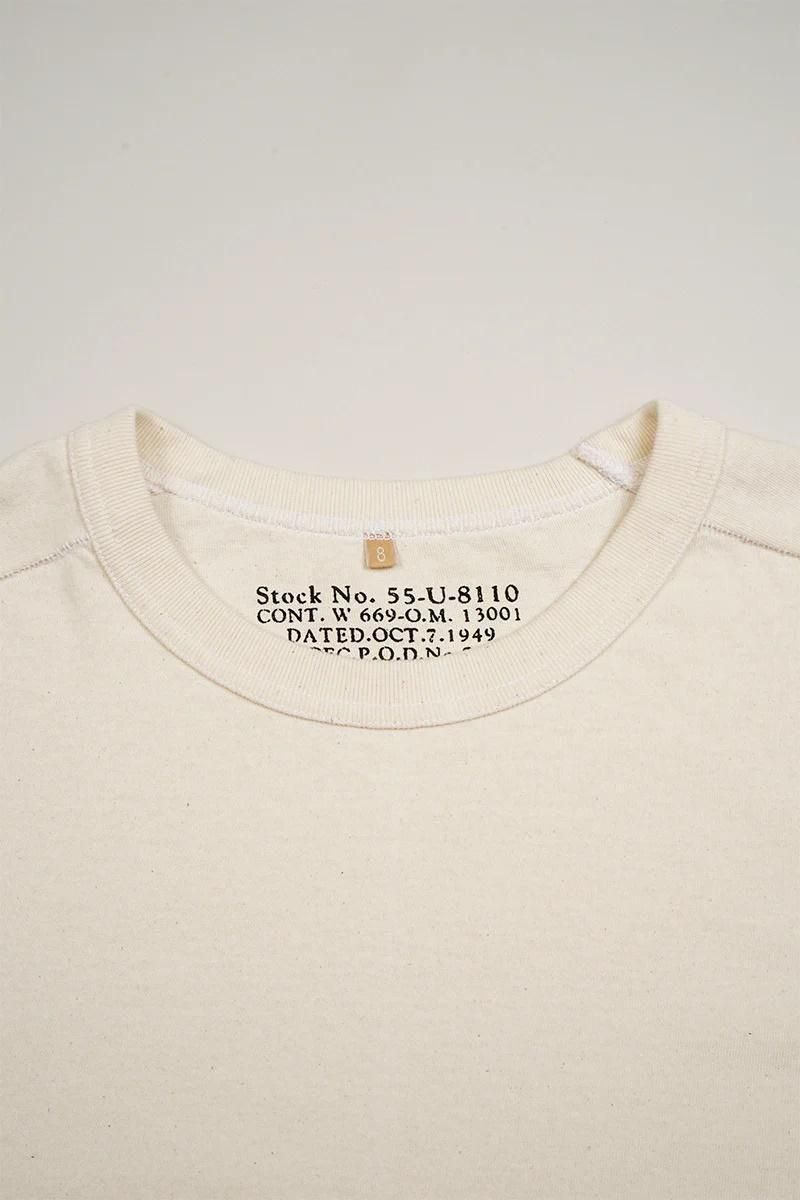 8
Stock No. 55-U-8110
CONT. W 669-O.M. 13001
DATED.OCT.7.1949
P.O.D.